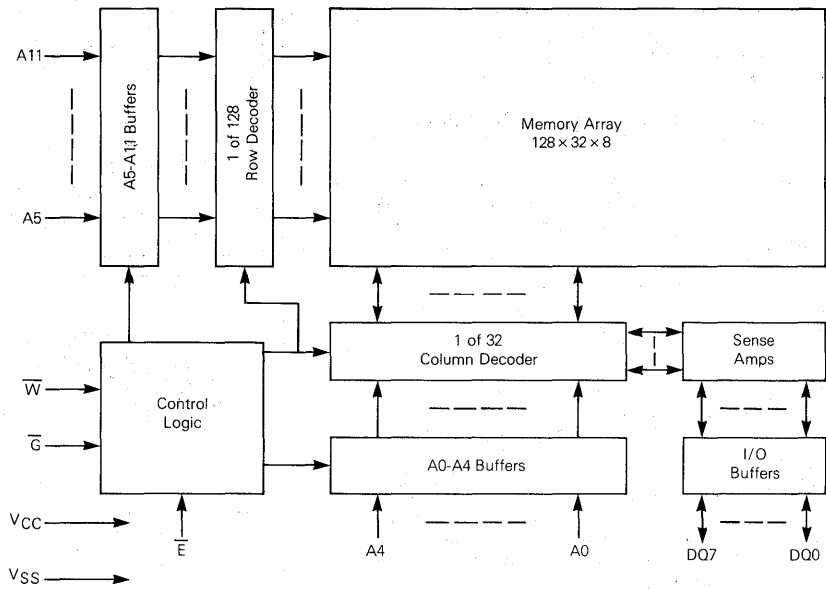 A11
A5
A5-A11 Buffers
1 of 128
Row Decoder
Memory Array
128×32×8
1 of 32
Column Decoder
Sense
Amps
W̅
G̅
Control
Logic
A0-A4 Buffers
I/O
Buffers
VCC
VSS
E̅
A4
A0
DQ7
DQ0